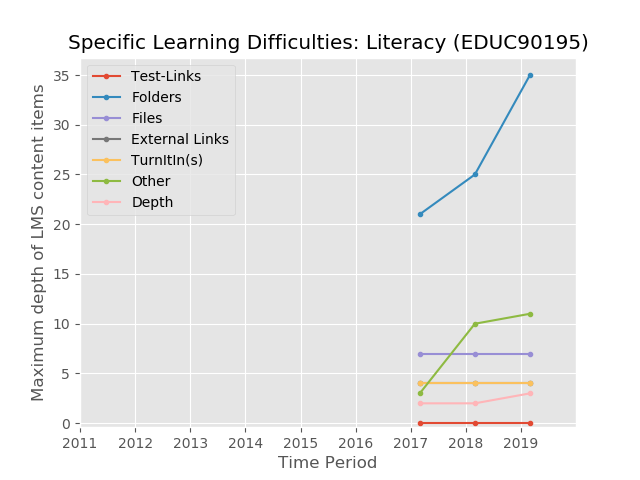 Specific Learning Difficulties: Literacy (EDUC90195)
Maximum depth of LMS content items
35
30
25
20
15
10
5
0
Test-Links
Folders
Files
External Links
TurnItIn(s)
Other
Depth
2011 2012 2013 2014 2015 2016 2017 2018 2019
Time Period